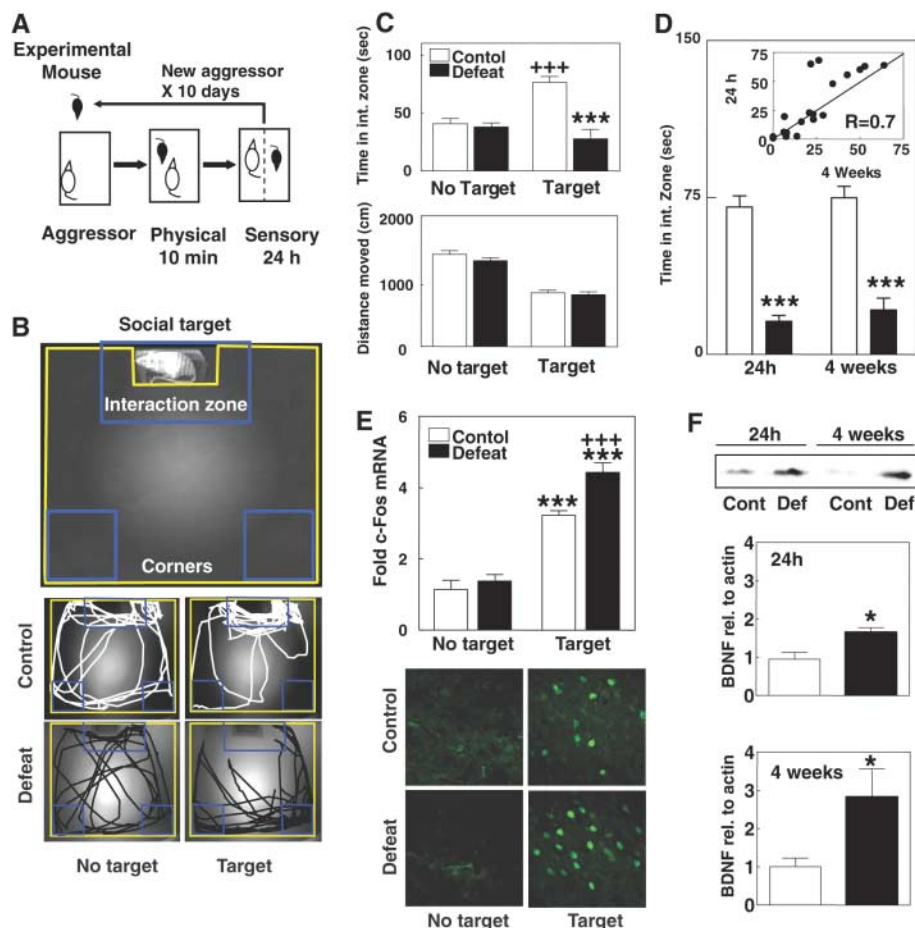 A
Experimental
Mouse
New aggressor
X 10 days
Aggressor
Physical
10 min
Sensory
24 h
B
Social target
Interaction zone
Corners
Control
Defeat
No target
Target
C
Time in int. zone (sec)
100
50
0
Contol
Defeat
+++
***
No Target
Target
Distance moved (cm)
2000
1000
0
No target
Target
D
Time in int. Zone (sec)
150
75
0
24 h
75
50
25
0
0
25
50
75
4 Weeks
R=0.7
***
***
24h
4 weeks
E
Fold c-Fos mRNA
6
4
2
0
Contol
Defeat
***
+++
***
No target
Target
Control
Defeat
No target
Target
F
24h
4 weeks
Cont Def Cont Def
BDNF rel. to actin
4
3
2
1
0
24h
*
BDNF rel. to actin
4
3
2
1
0
4 weeks
*